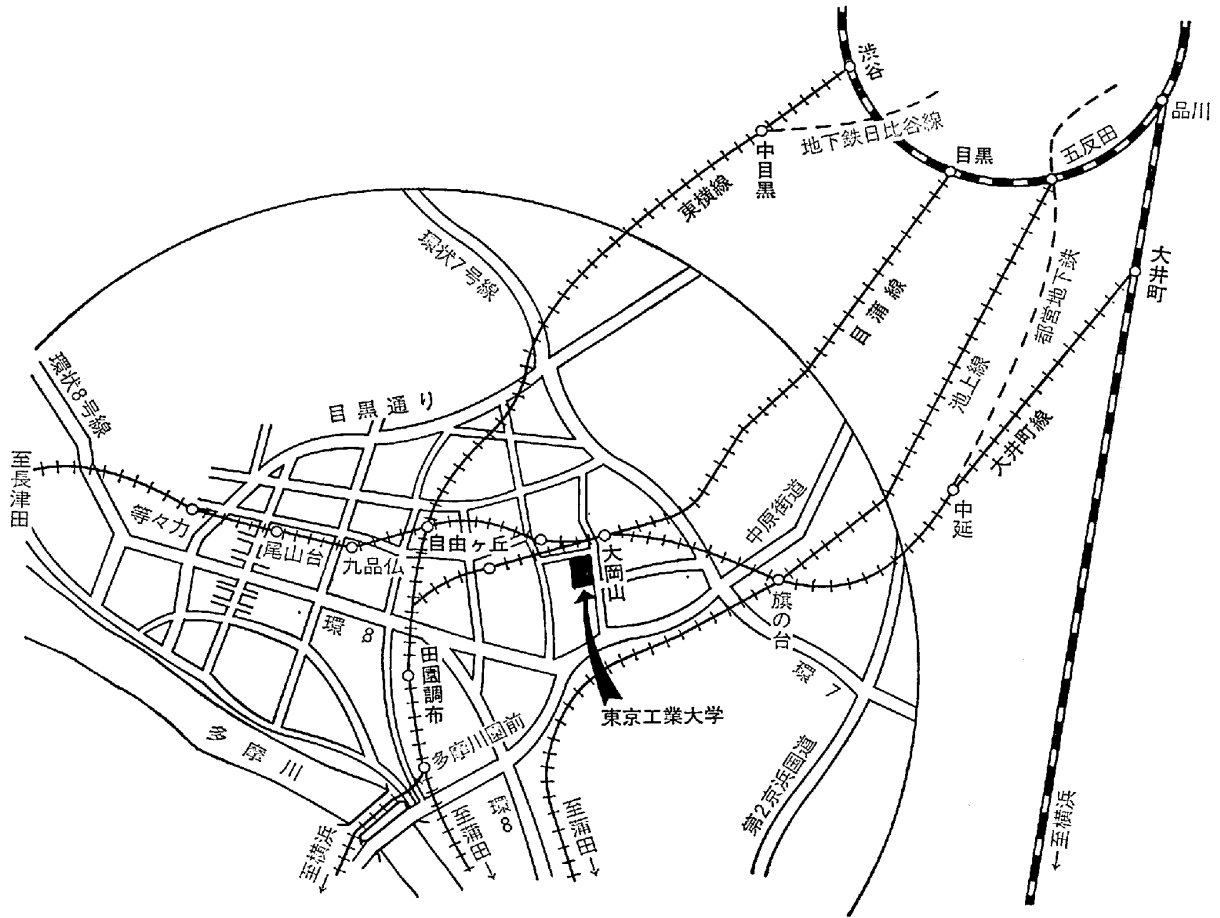 渋谷
品川
地下鉄日比谷線
中目黒
目黒
五反田
東横線
環状7号線
大井町
都営地下鉄
目蒲線
池上線
環状8号線
目黒通り
大井町線
至長津田
等々力
尾山台
九品仏
自由ヶ丘
大岡山
中原街道
中延
旗の台
環8
田園調布
環7
東京工業大学
多摩川
多摩川園前
第2京浜国道
環8
至横浜
至蒲田
至蒲田
至横浜